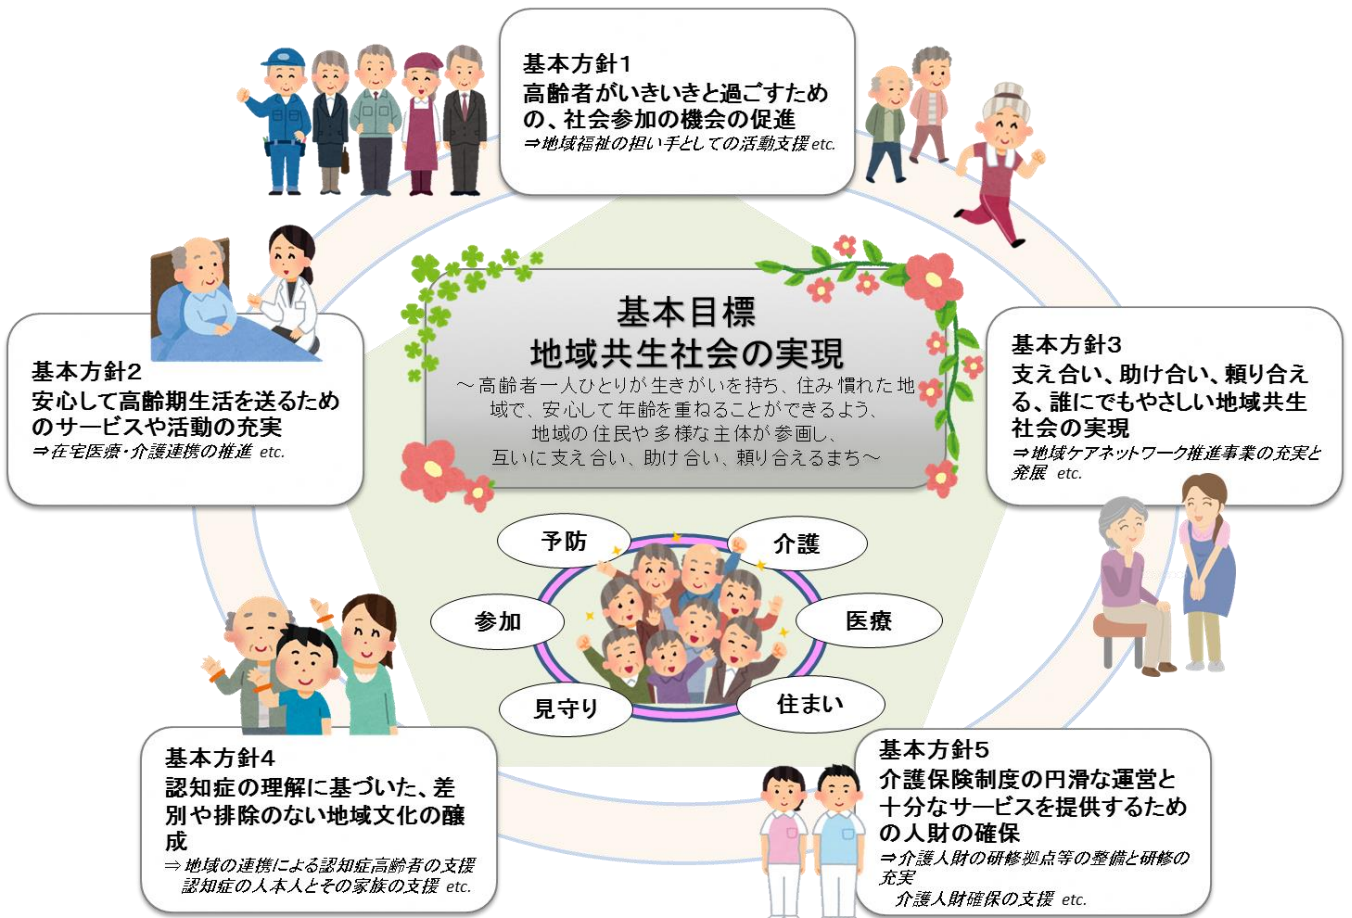 基本方針1
高齢者がいきいきと過ごすため
の、社会参加の機会の促進
⇒地域福祉の担い手としての活動支援 etc.
基本目標
地域共生社会の実現
～高齢者一人ひとりが生きがいを持ち、住み慣れた地
域で、安心して年齢を重ねることができるよう、
地域の住民や多様な主体が参画し、
互いに支え合い、助け合い、頼り合えるまち～
基本方針2
安心して高齢期生活を送るため
のサービスや活動の充実
⇒在宅医療・介護連携の推進 etc.
基本方針3
支え合い、助け合い、頼り合え
る、誰にでもやさしい地域共生
社会の実現
⇒地域ケアネットワーク推進事業の充実と
発展 etc.
予防
介護
参加
医療
見守り
住まい
基本方針4
認知症の理解に基づいた、差
別や排除のない地域文化の醸
成
⇒地域の連携による認知症高齢者の支援
認知症の人本人とその家族の支援 etc.
基本方針5
介護保険制度の円滑な運営と
十分なサービスを提供するため
の人財の確保
⇒介護人財の研修拠点等の整備と研修の
充実
介護人財確保の支援 etc.